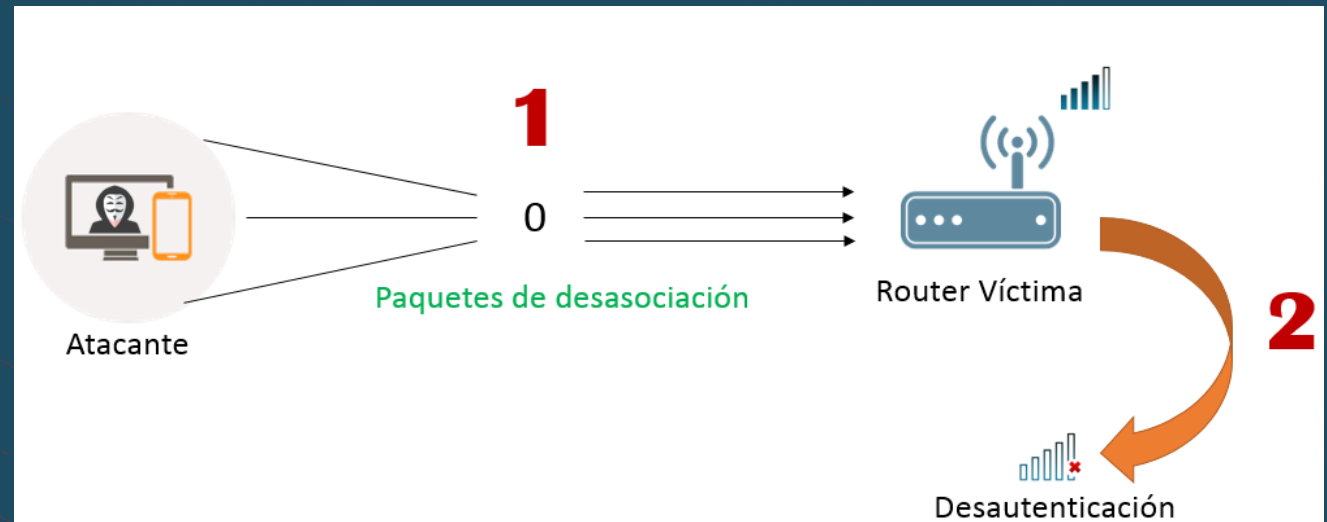 1
0
Paquetes de desasociación
Router Víctima
Atacante
2
Desautenticación